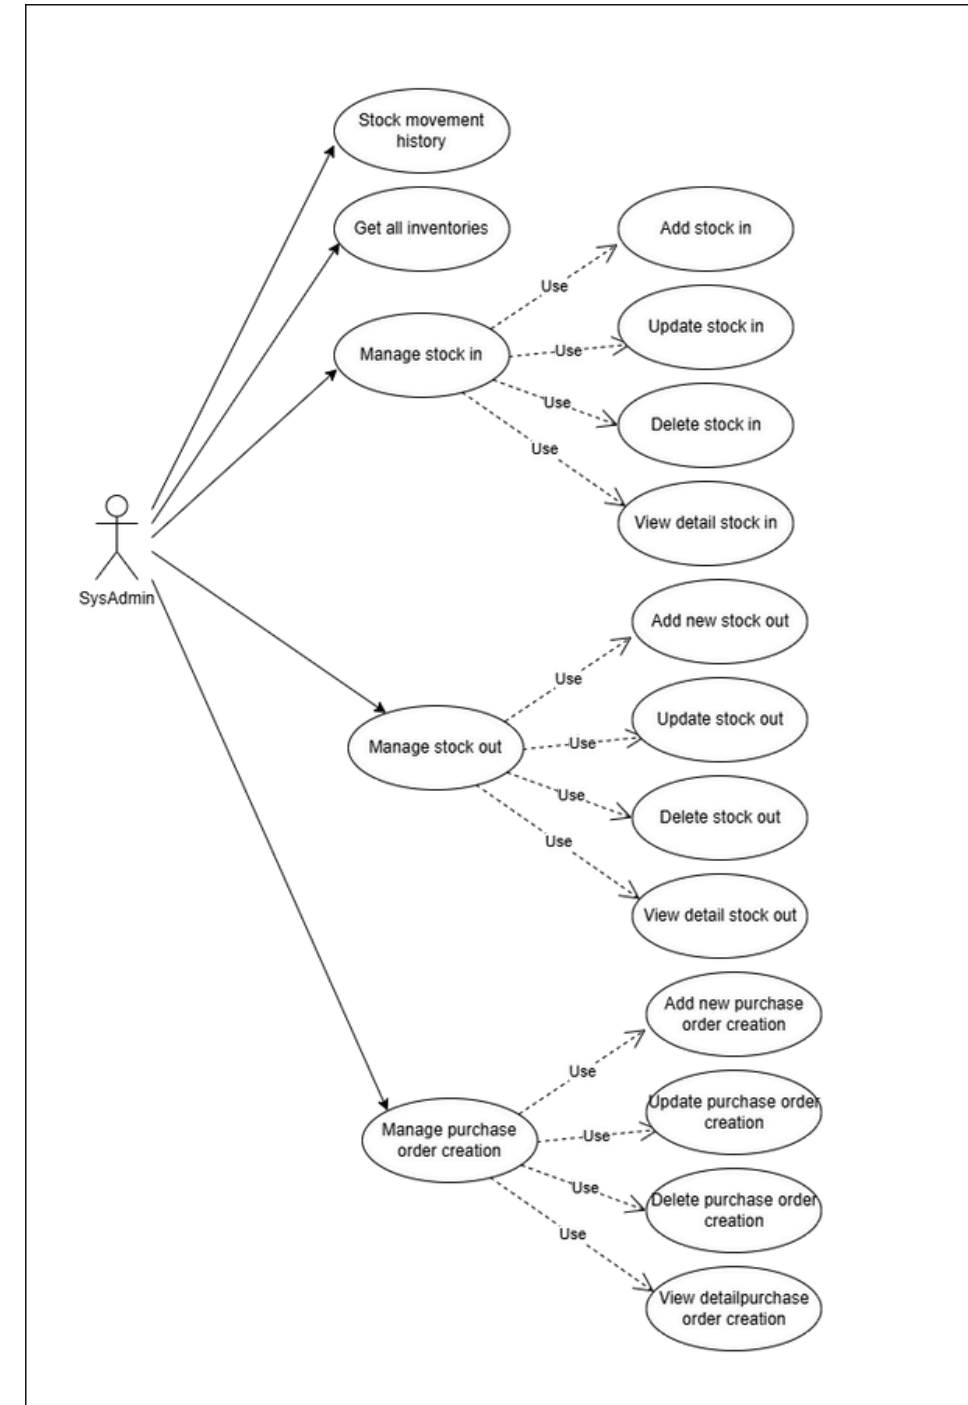 Stock movement
history
Get all inventories
Add stock in
Use
Update stock in
Manage stock in
Use
Use
Delete stock in
Use
View detail stock in
SysAdmin
Add new stock out
Use
Update stock out
Manage stock out
Use
Use
Delete stock out
Use
View detail stock out
Add new purchase
order creation
Use
Update purchase order
creation
Manage purchase
order creation
Use
Use
Delete purchase order
creation
Use
View detailpurchase
order creation